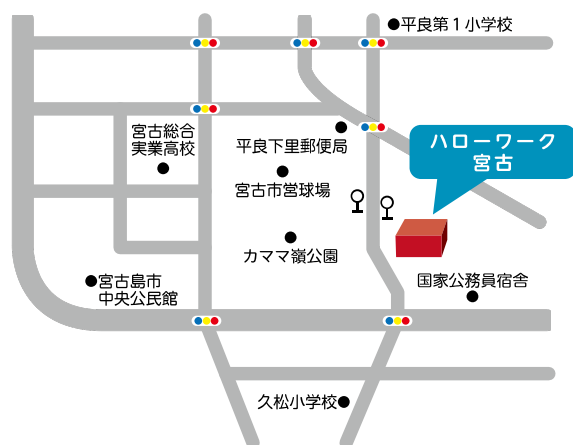 平良第１小学校
宮古総合
実業高校
平良下里郵便局
ハローワーク
宮古
宮古市営球場
カママ嶺公園
宮古島市
中央公民館
国家公務員宿舎
久松小学校